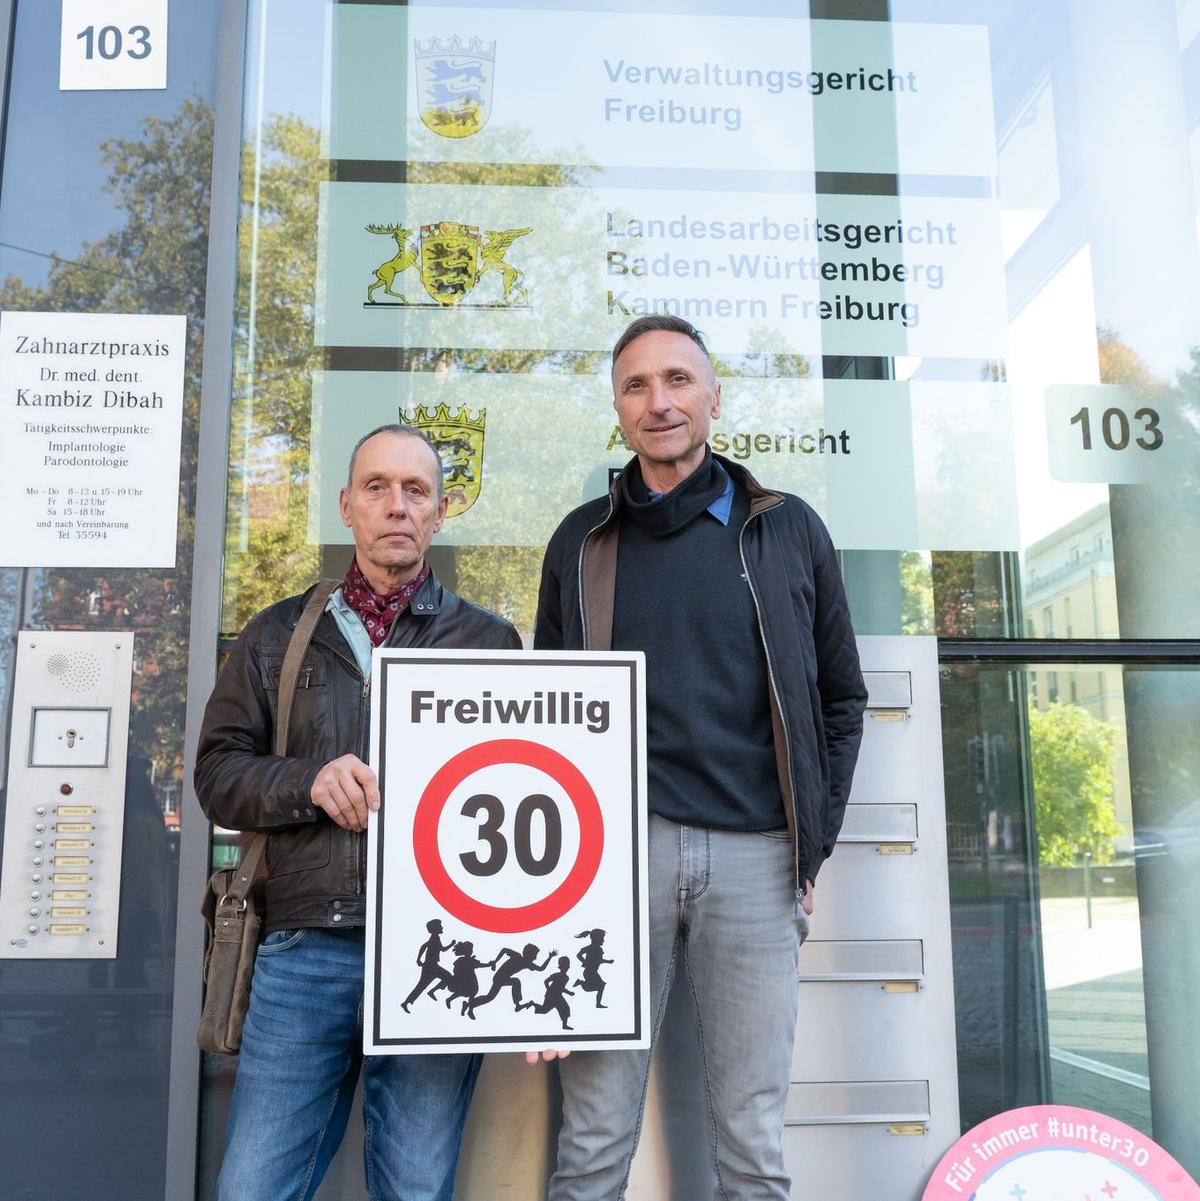 103
Verwaltungsgericht
Freiburg
Landesarbeitsgericht
Baden-Württemberg
Kammern Freiburg
Zahnarztpraxis
Dr. med. dent.
Kambiz Dibah
Tätigkeitsschwerpunkte:
Implantologie
Parodontologie
Mo - Do 8-12 u. 15-19 Uhr
Fr 8-12 Uhr
Sa 15-18 Uhr
und nach Vereinbarung
Tel. 35594
103
Freiwillig
30
Für immer #unter30